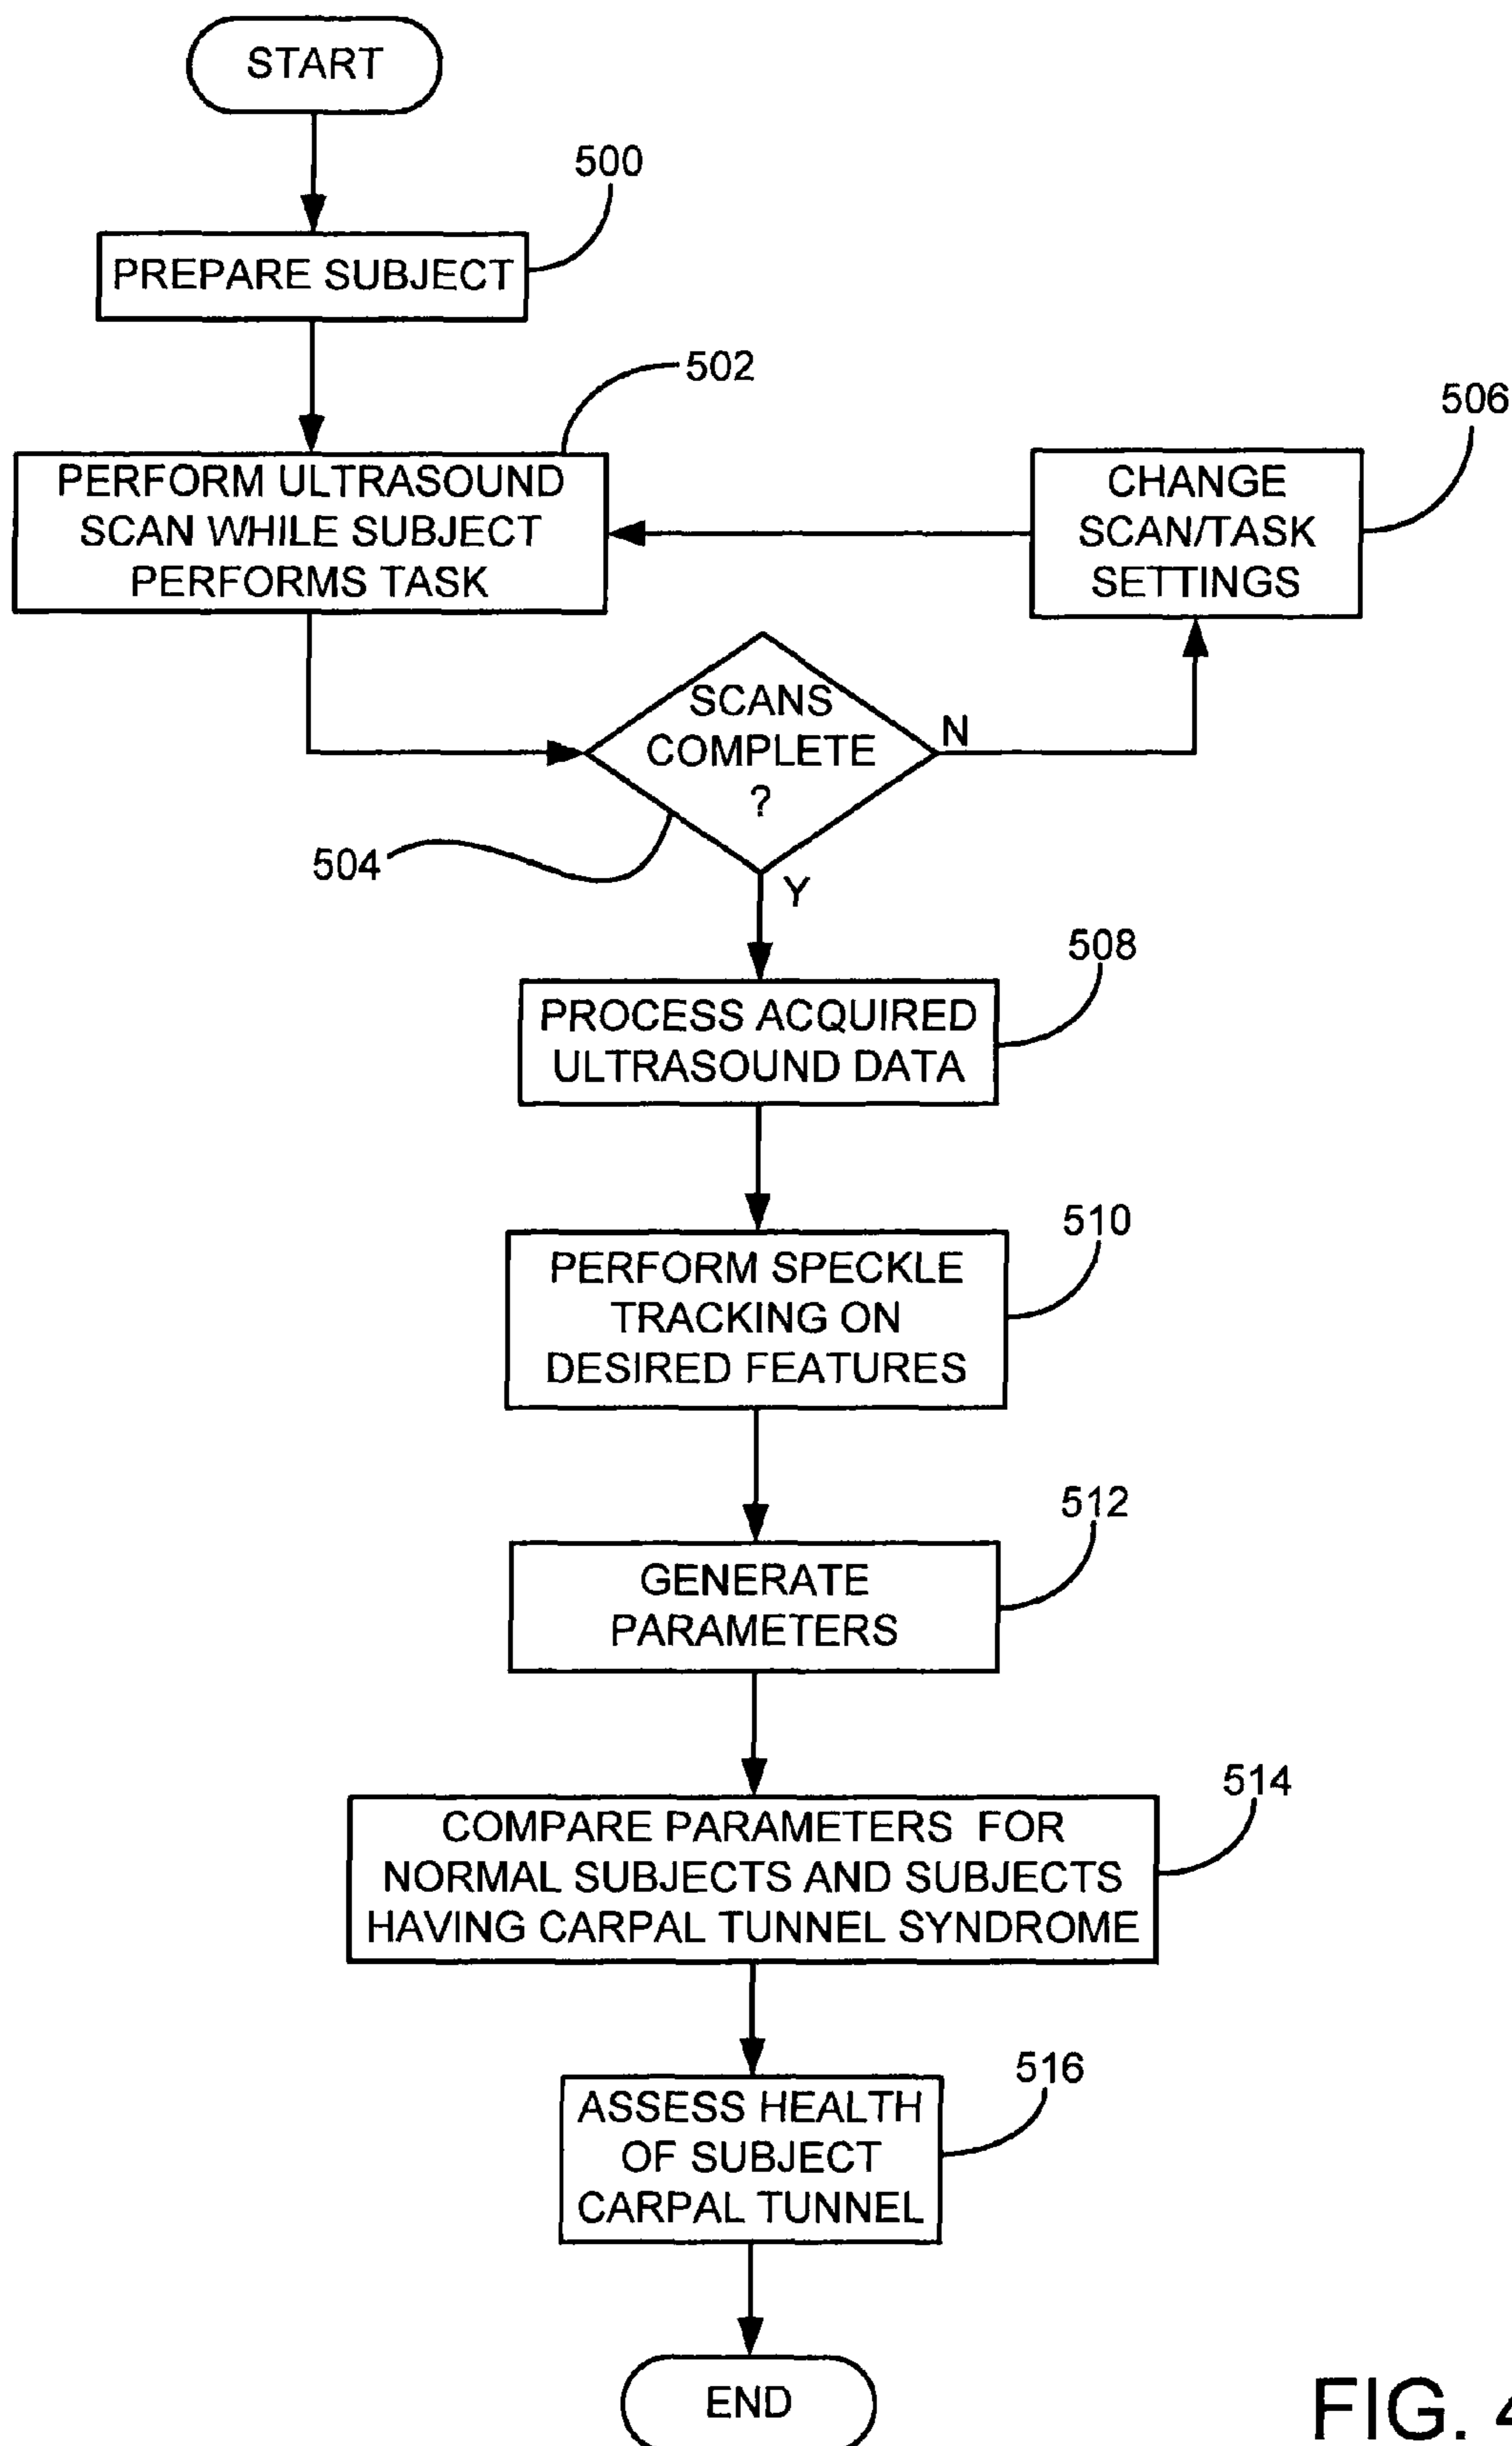 START
500
PREPARE SUBJECT
502
506
PERFORM ULTRASOUND
SCAN WHILE SUBJECT
PERFORMS TASK
CHANGE
SCAN/TASK
SETTINGS
SCANS
COMPLETE
?
N
504
Y
508
PROCESS ACQUIRED
ULTRASOUND DATA
510
PERFORM SPECKLE
TRACKING ON
DESIRED FEATURES
512
GENERATE
PARAMETERS
514
COMPARE PARAMETERS FOR
NORMAL SUBJECTS AND SUBJECTS
HAVING CARPAL TUNNEL SYNDROME
516
ASSESS HEALTH
OF SUBJECT
CARPAL TUNNEL
END
FIG. 4